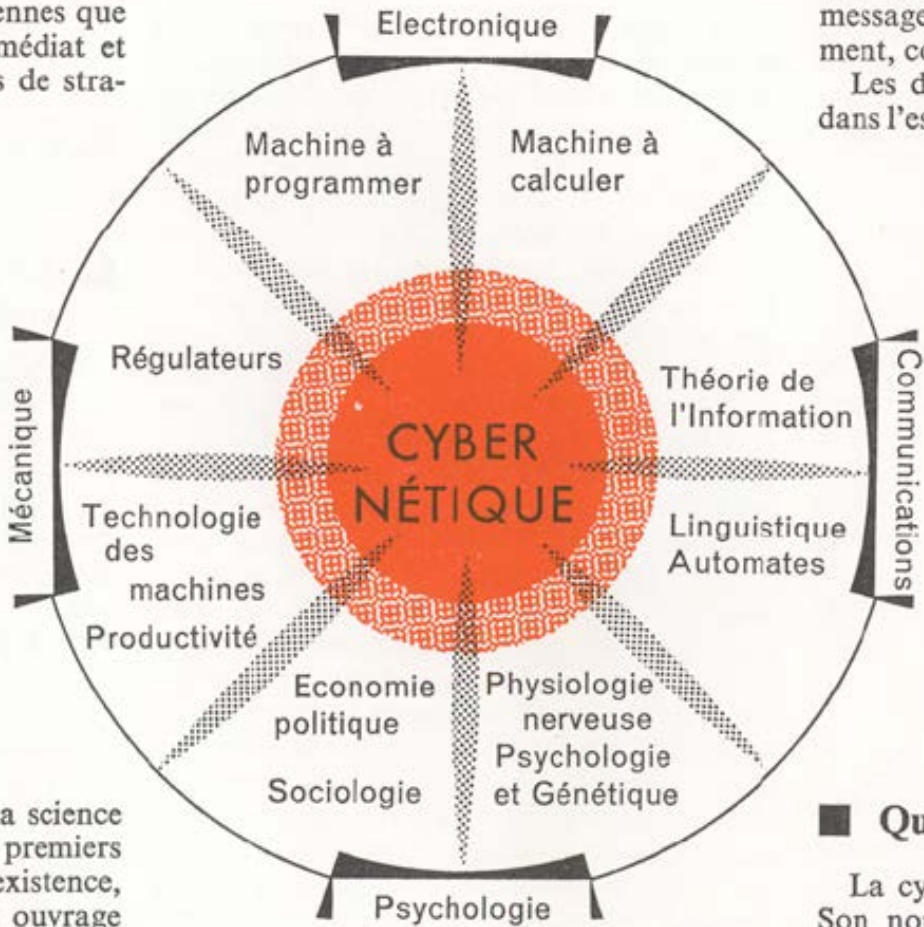 ennes que
médiat et
s de stra-
message
ment, co
Les d
dans l'es
Electronique
Machine à
programmer
Machine à
calculer
Régulateurs
Théorie de
l'Information
Mécanique
CYBER
NÉTIQUE
Communications
Technologie
des
machines
Productivité
Linguistique
Automates
Economie
politique
Sociologie
Physiologie
nerveuse
Psychologie
et Génétique
Psychologie
a science
premiers
existence,
ouvrage
■ Qu
La cy
Son nor